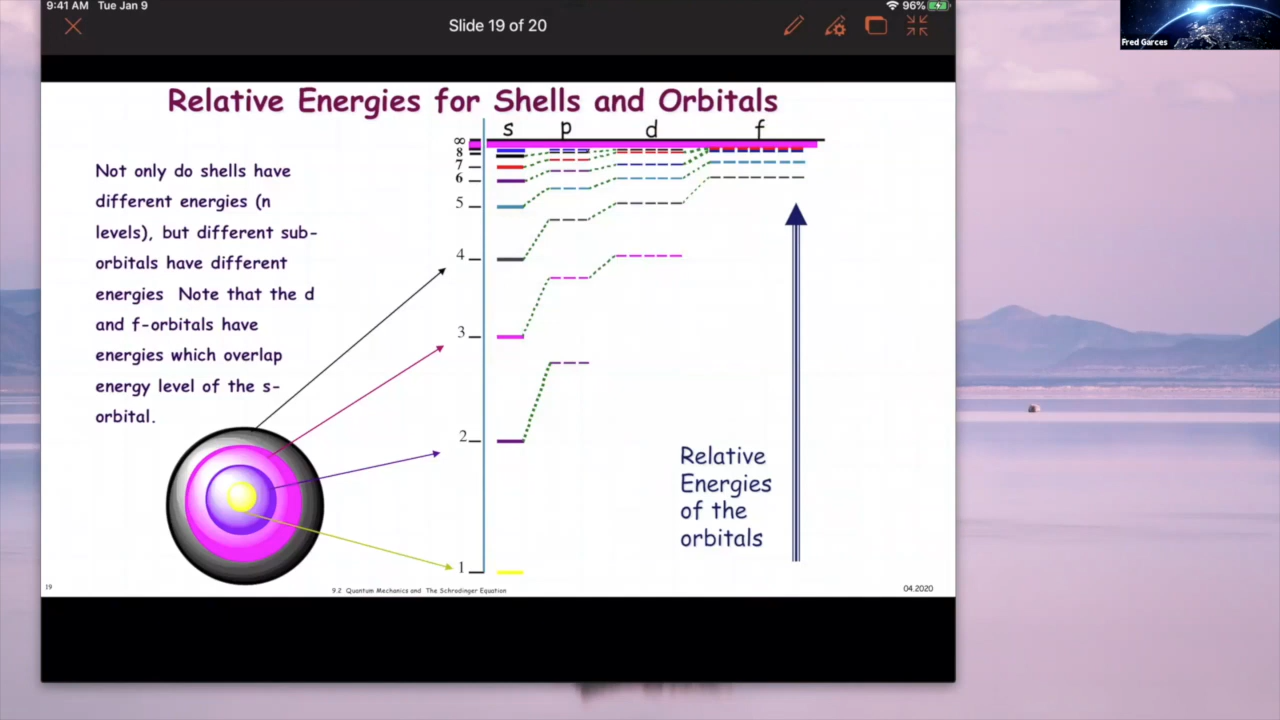 9:41 AM Tue Jan 9
96%
Slide 19 of 20
Fred Garces
Relative Energies for Shells and Orbitals
s p d f
Not only do shells have
different energies (n
levels), but different sub-
orbitals have different
energies Note that the d
and f-orbitals have
energies which overlap
energy level of the s-
orbital.
∞
8
7
6
5
4
3
2
1
Relative
Energies
of the
orbitals
19
9.2 Quantum Mechanics and The Schrodinger Equation
04.2020